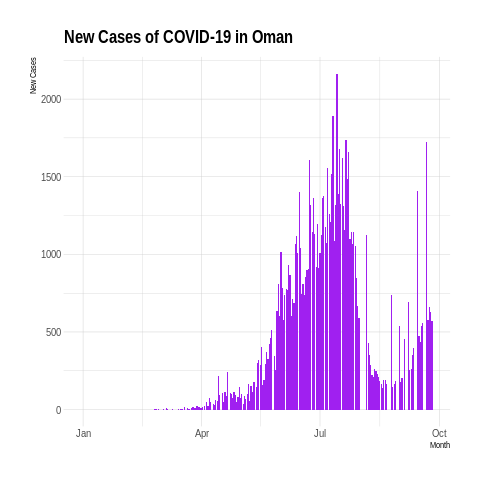 New Cases of COVID-19 in Oman
New Cases
2000
1500
1000
500
0
Jan Apr Jul Oct
Month